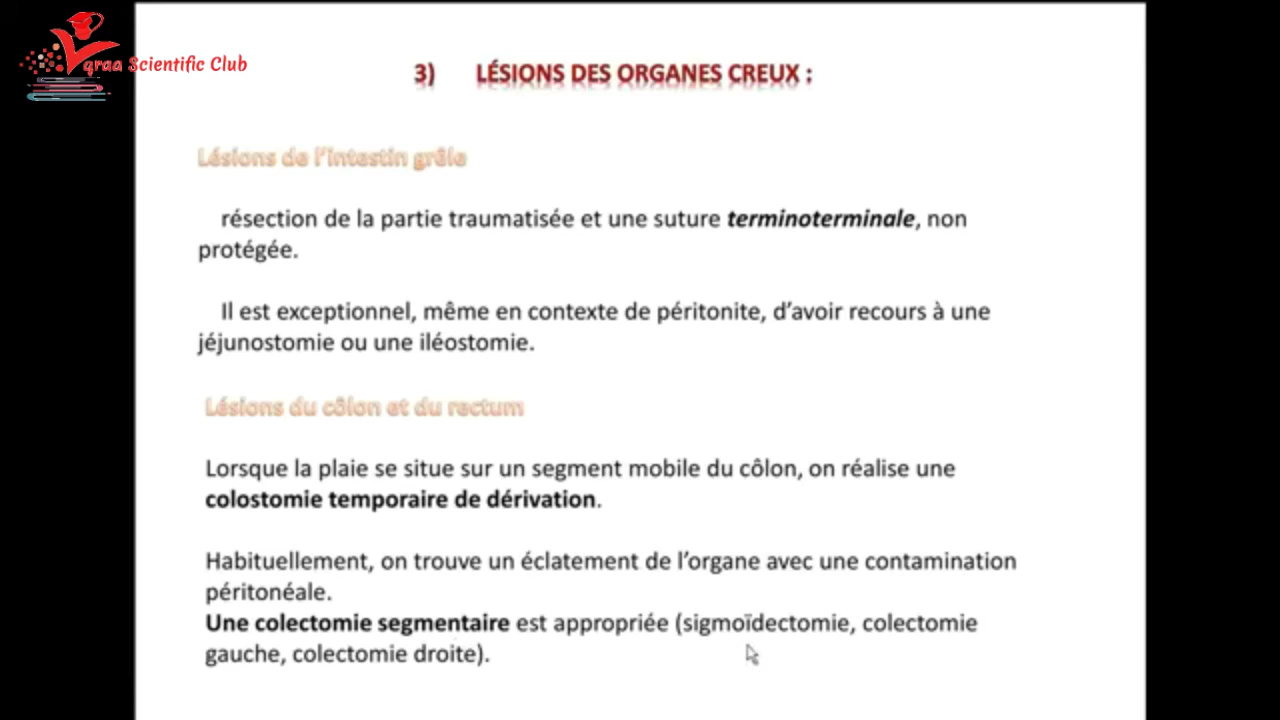 qraa Scientific Club
3) LÉSIONS DES ORGANES CREUX :
Lésions de l'intestin grêle
résection de la partie traumatisée et une suture terminoterminale, non
protégée.
Il est exceptionnel, même en contexte de péritonite, d'avoir recours à une
jéjunostomie ou une iléostomie.
Lésions du côlon et du rectum
Lorsque la plaie se situe sur un segment mobile du côlon, on réalise une
colostomie temporaire de dérivation.
Habituellement, on trouve un éclatement de l'organe avec une contamination
péritonéale.
Une colectomie segmentaire est appropriée (sigmoïdectomie, colectomie
gauche, colectomie droite).